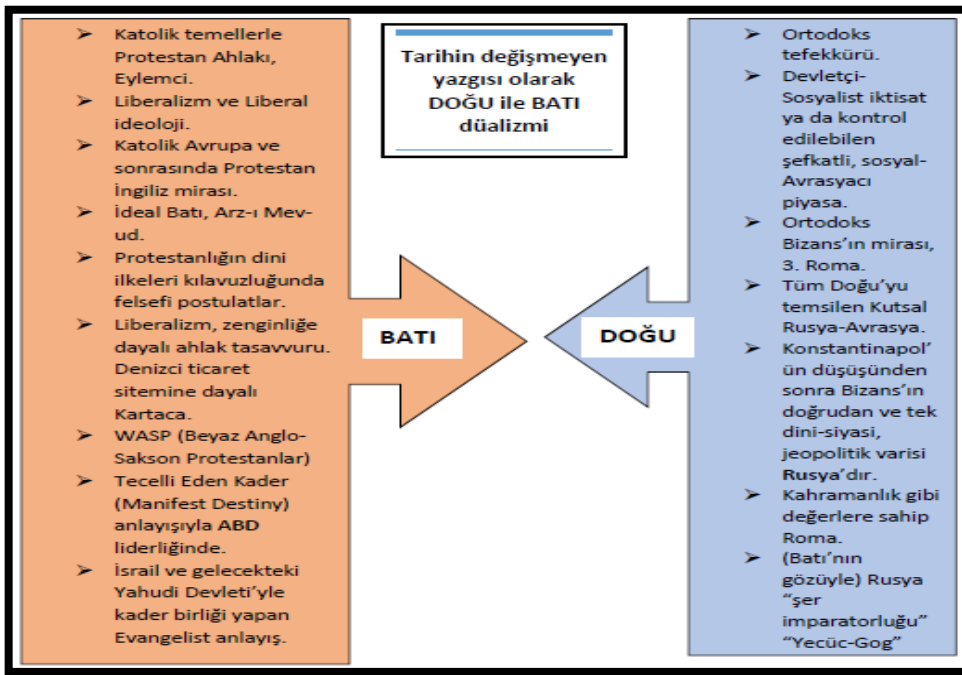 ➤ Katolik temellerle
Protestan Ahlakı,
Eylemci.
➤ Liberalizm ve Liberal
ideoloji.
➤ Katolik Avrupa ve
sonrasında Protestan
İngiliz mirası.
➤ İdeal Batı, Arz-ı Mev-
ud.
➤ Protestanlığın dini
ilkeleri kılavuzluğunda
felsefi postulatlar.
➤ Liberalizm, zenginliğe
dayalı ahlak tasavvuru.
Denizci ticaret
sitemine dayalı
Kartaca.
➤ WASP (Beyaz Anglo-
Sakson Protestanlar)
➤ Tecelli Eden Kader
(Manifest Destiny)
anlayışıyla ABD
liderliğinde.
➤ İsrail ve gelecekteki
Yahudi Devleti’yle
kader birliği yapan
Evangelist anlayış.
Tarihin değişmeyen
yazgısı olarak
DOĞU ile BATI
düalizmi
BATI
DOĞU
➤ Ortodoks
tefekkürü.
➤ Devletçi-
Sosyalist iktisat
ya da kontrol
edilebilen
şefkatli, sosyal-
Avrasyacı
piyasa.
➤ Ortodoks
Bizans’ın mirası,
3. Roma.
➤ Tüm Doğu’yu
temsilen Kutsal
Rusya-Avrasya.
➤ Konstantinapol’
ün düşüşünden
sonra Bizans’ın
doğrudan ve tek
dini-siyasi,
jeopolitik varisi
Rusya’dır.
➤ Kahramanlık gibi
değerlere sahip
Roma.
➤ (Batı’nın
gözüyle) Rusya
“şer
imparatorluğu”
“Yecüc-Gog”